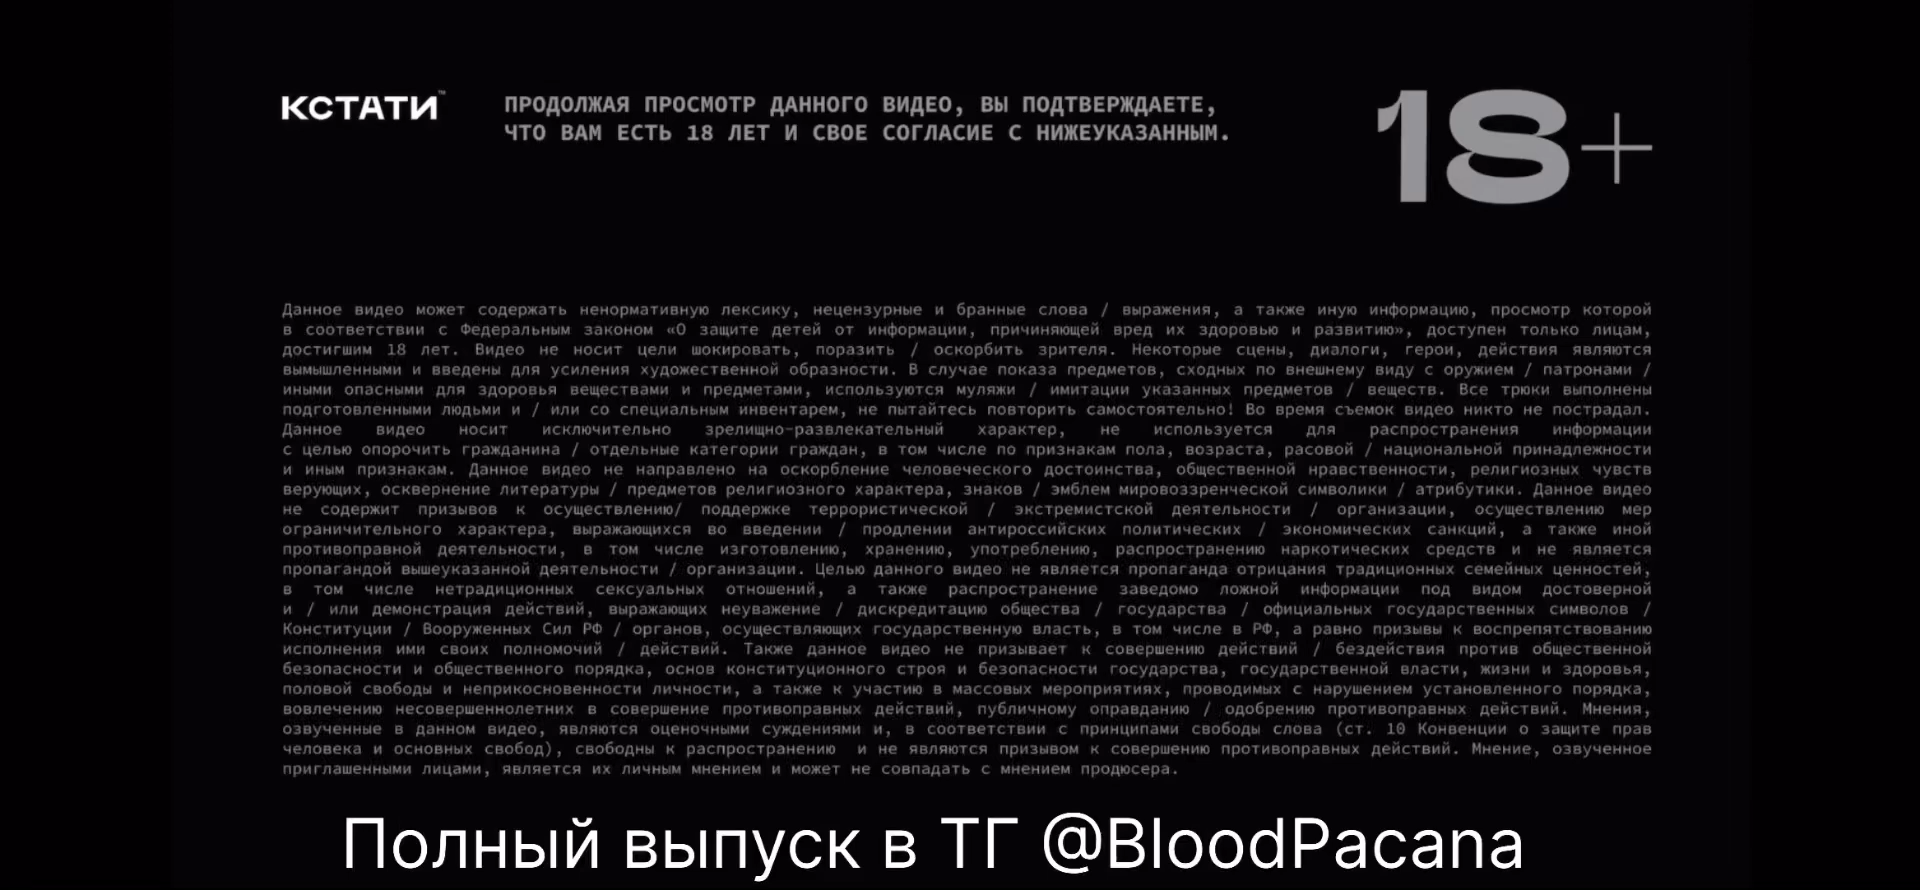 КСТАТИ™
ПРОДОЛЖАЯ ПРОСМОТР ДАННОГО ВИДЕО, ВЫ ПОДТВЕРЖДАЕТЕ,
ЧТО ВАМ ЕСТЬ 18 ЛЕТ И СВОЕ СОГЛАСИЕ С НИЖЕУКАЗАННЫМ.
18+
Данное видео может содержать ненормативную лексику, нецензурные и бранные слова / выражения, а также иную информацию, просмотр которой
в соответствии с Федеральным законом «О защите детей от информации, причиняющей вред их здоровью и развитию», доступен только лицам,
достигшим 18 лет. Видео не носит цели шокировать, поразить / оскорбить зрителя. Некоторые сцены, диалоги, герои, действия являются
вымышленными и введены для усиления художественной образности. В случае показа предметов, сходных по внешнему виду с оружием / патронами /
иными опасными для здоровья веществами и предметами, используются муляжи / имитации указанных предметов / веществ. Все трюки выполнены
подготовленными людьми и / или со специальным инвентарем, не пытайтесь повторить самостоятельно! Во время съемок видео никто не пострадал.
Данное видео носит исключительно зрелищно-развлекательный характер, не используется для распространения информации
с целью опорочить гражданина / отдельные категории граждан, в том числе по признакам пола, возраста, расовой / национальной принадлежности
и иным признакам. Данное видео не направлено на оскорбление человеческого достоинства, общественной нравственности, религиозных чувств
верующих, осквернение литературы / предметов религиозного характера, знаков / эмблем мировоззренческой символики / атрибутики. Данное видео
не содержит призывов к осуществлению/ поддержке террористической / экстремистской деятельности / организации, осуществлению мер
ограничительного характера, выражающихся во введении / продлении антироссийских политических / экономических санкций, а также иной
противоправной деятельности, в том числе изготовлению, хранению, употреблению, распространению наркотических средств и не является
пропагандой вышеуказанной деятельности / организации. Целью данного видео не является пропаганда отрицания традиционных семейных ценностей,
в том числе нетрадиционных сексуальных отношений, а также распространение заведомо ложной информации под видом достоверной
и / или демонстрация действий, выражающих неуважение / дискредитацию общества / государства / официальных государственных символов /
Конституции / Вооруженных Сил РФ / органов, осуществляющих государственную власть, в том числе в РФ, а равно призывы к воспрепятствованию
исполнения ими своих полномочий / действий. Также данное видео не призывает к совершению действий / бездействия против общественной
безопасности и общественного порядка, основ конституционного строя и безопасности государства, государственной власти, жизни и здоровья,
половой свободы и неприкосновенности личности, а также к участию в массовых мероприятиях, проводимых с нарушением установленного порядка,
вовлечению несовершеннолетних в совершение противоправных действий, публичному оправданию / одобрению противоправных действий. Мнения,
озвученные в данном видео, являются оценочными суждениями и, в соответствии с принципами свободы слова (ст. 10 Конвенции о защите прав
человека и основных свобод), свободны к распространению и не являются призывом к совершению противоправных действий. Мнение, озвученное
приглашенными лицами, является их личным мнением и может не совпадать с мнением продюсера.
Полный выпуск в ТГ @BloodPacana